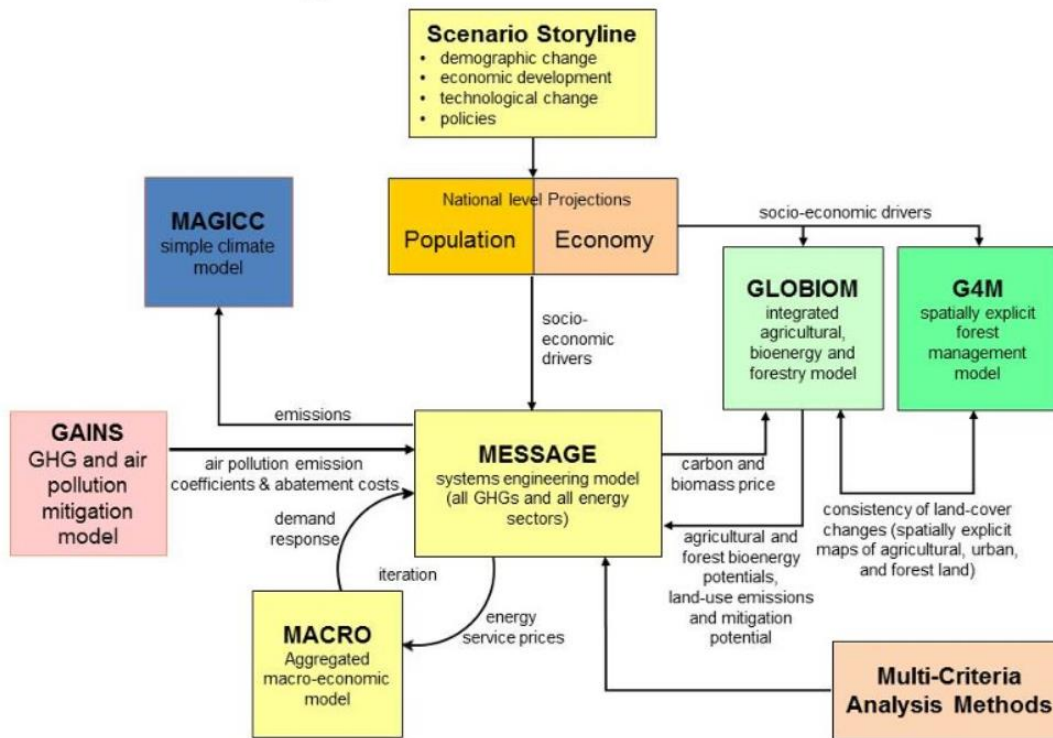 Scenario Storyline
• demographic change
• economic development
• technological change
• policies
National level Projections
Population
Economy
socio-economic drivers
MAGICC
simple climate
model
GLOBIOM
integrated
agricultural,
bioenergy and
forestry model
G4M
spatially explicit
forest
management
model
socio-
economic
drivers
emissions
GAINS
GHG and air
pollution
mitigation
model
air pollution emission
coefficients & abatement costs
MESSAGE
systems engineering model
(all GHGs and all energy
sectors)
carbon and
biomass price
consistency of land-cover
changes (spatially explicit
maps of agricultural, urban,
and forest land)
agricultural and
forest bioenergy
potentials,
land-use emissions
and mitigation
potential
demand
response
iteration
energy
service prices
MACRO
Aggregated
macro-economic
model
Multi-Criteria
Analysis Methods